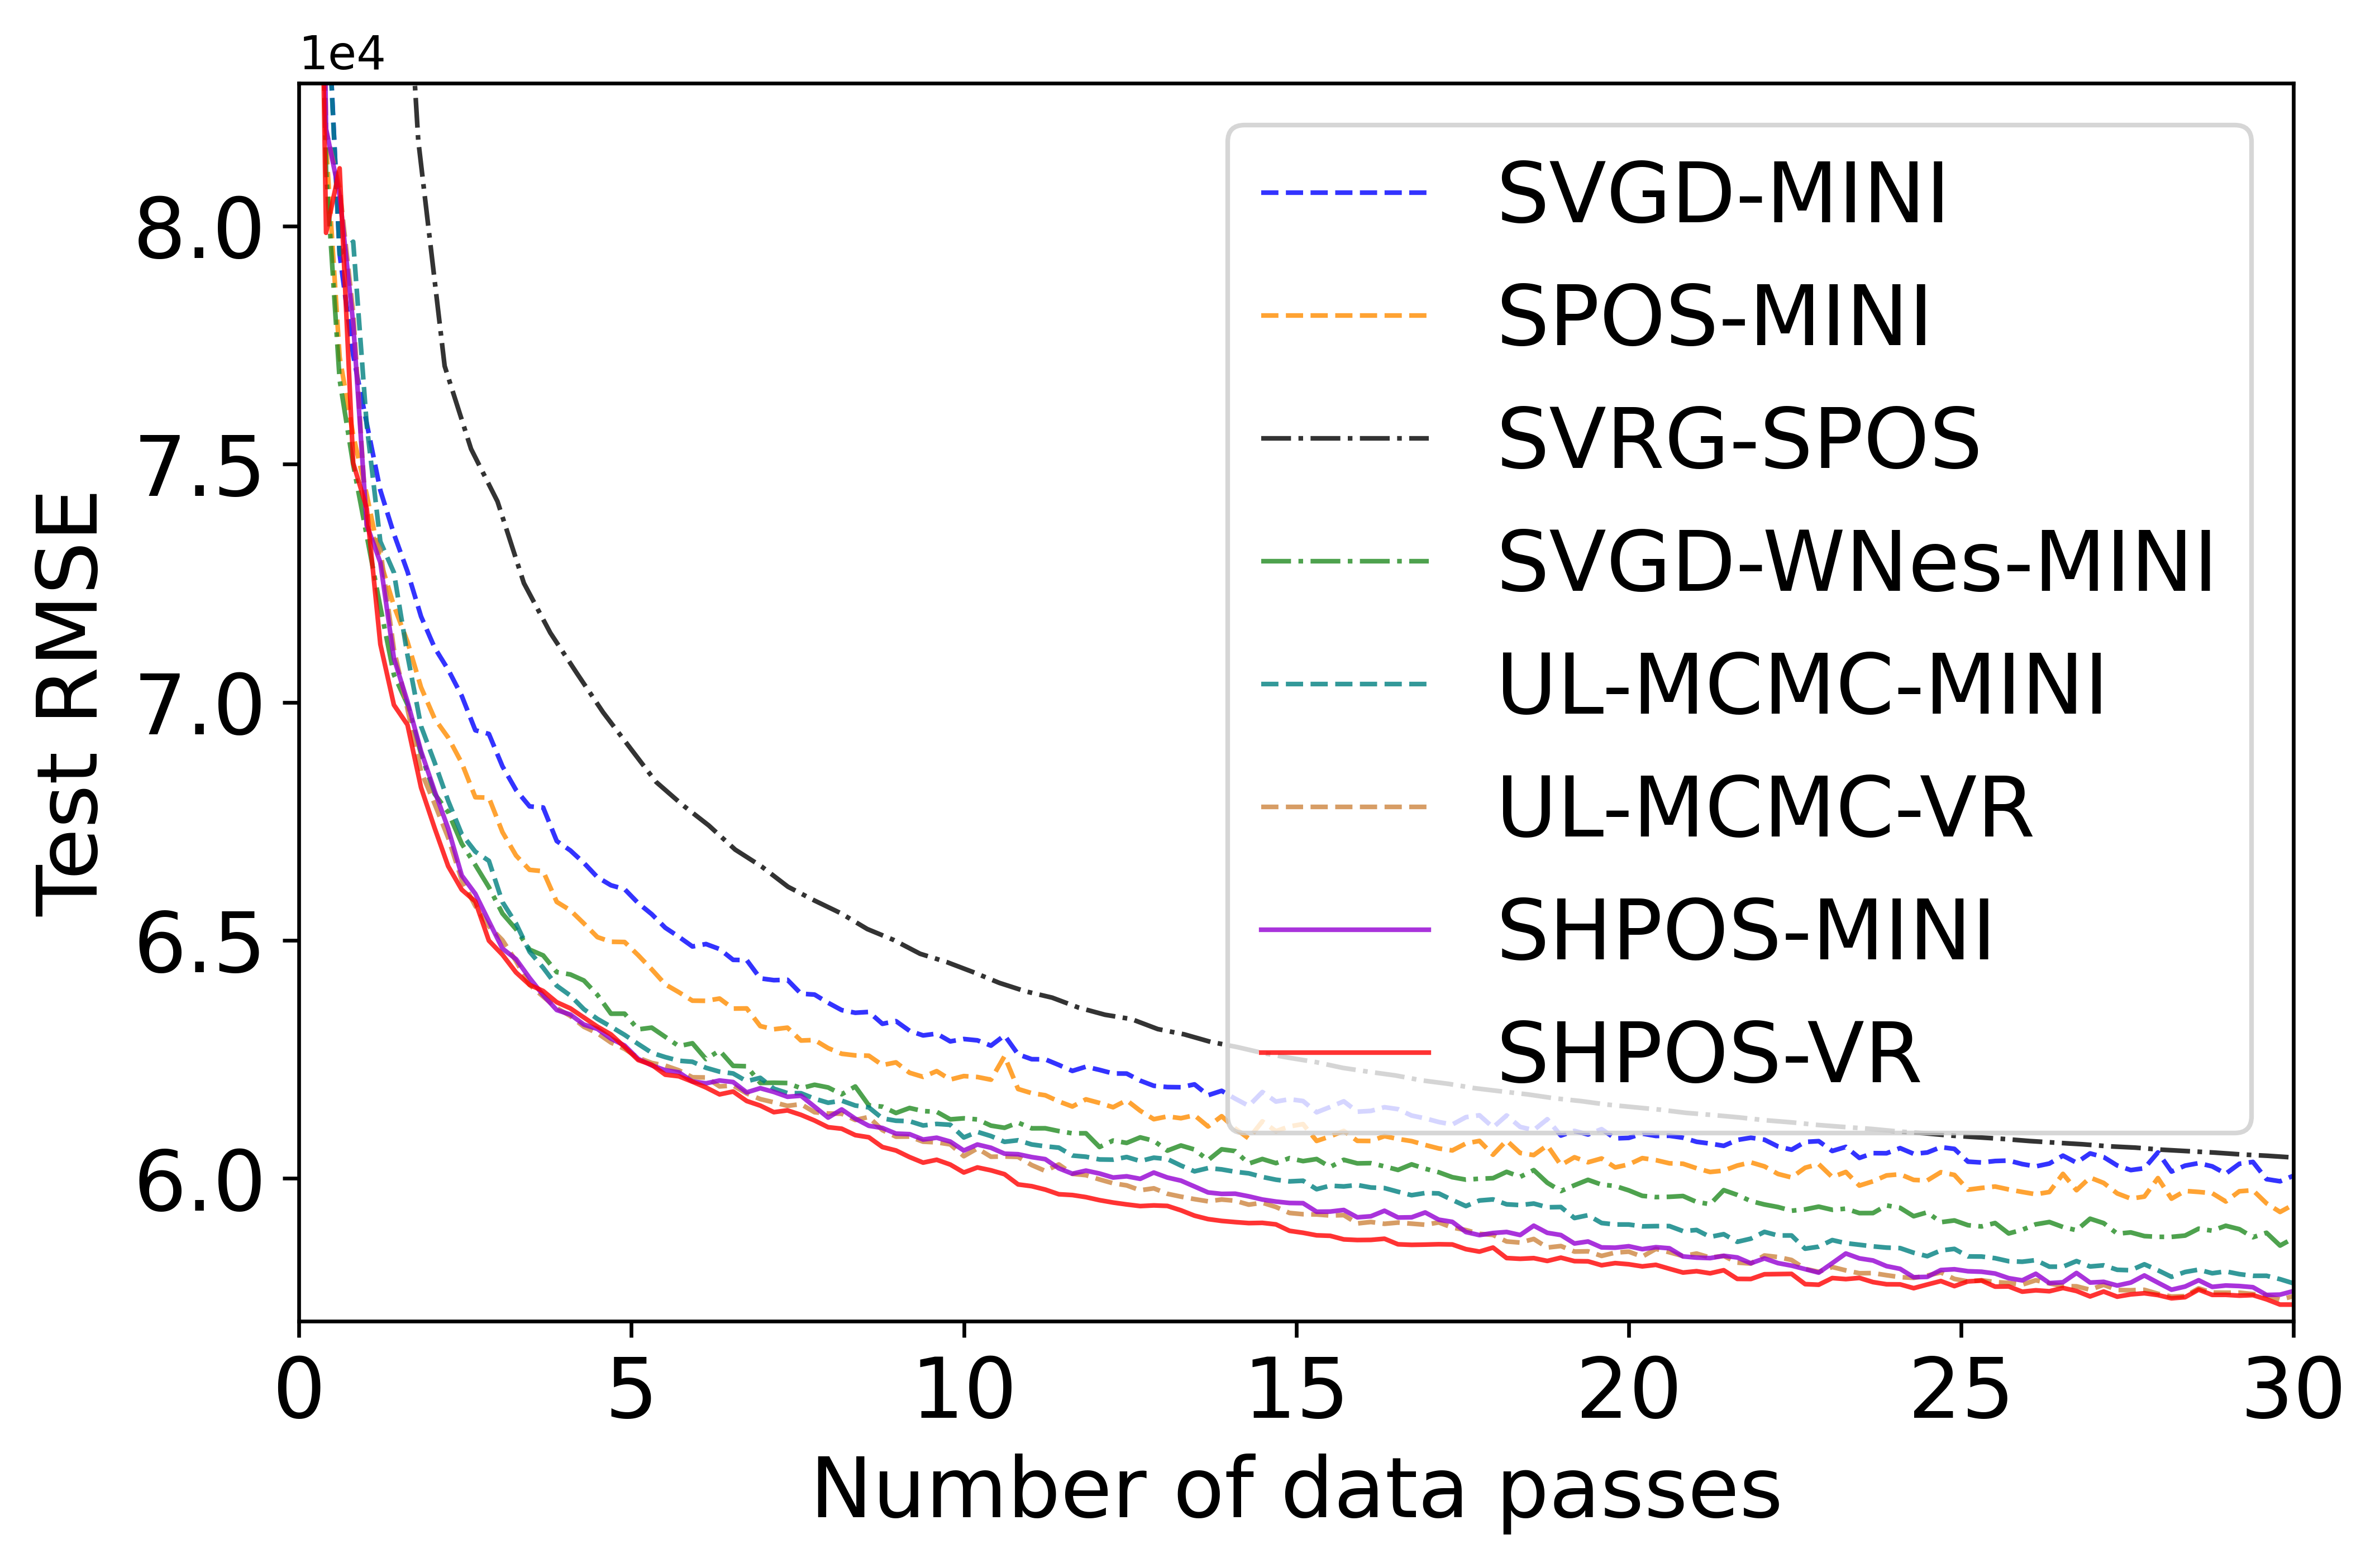 1e4
8.0
7.5
7.0
6.5
6.0
Test RMSE
SVGD-MINI
SPOS-MINI
SVRG-SPOS
SVGD-WNes-MINI
UL-MCMC-MINI
UL-MCMC-VR
SHPOS-MINI
SHPOS-VR
0 5 10 15 20 25 30
Number of data passes